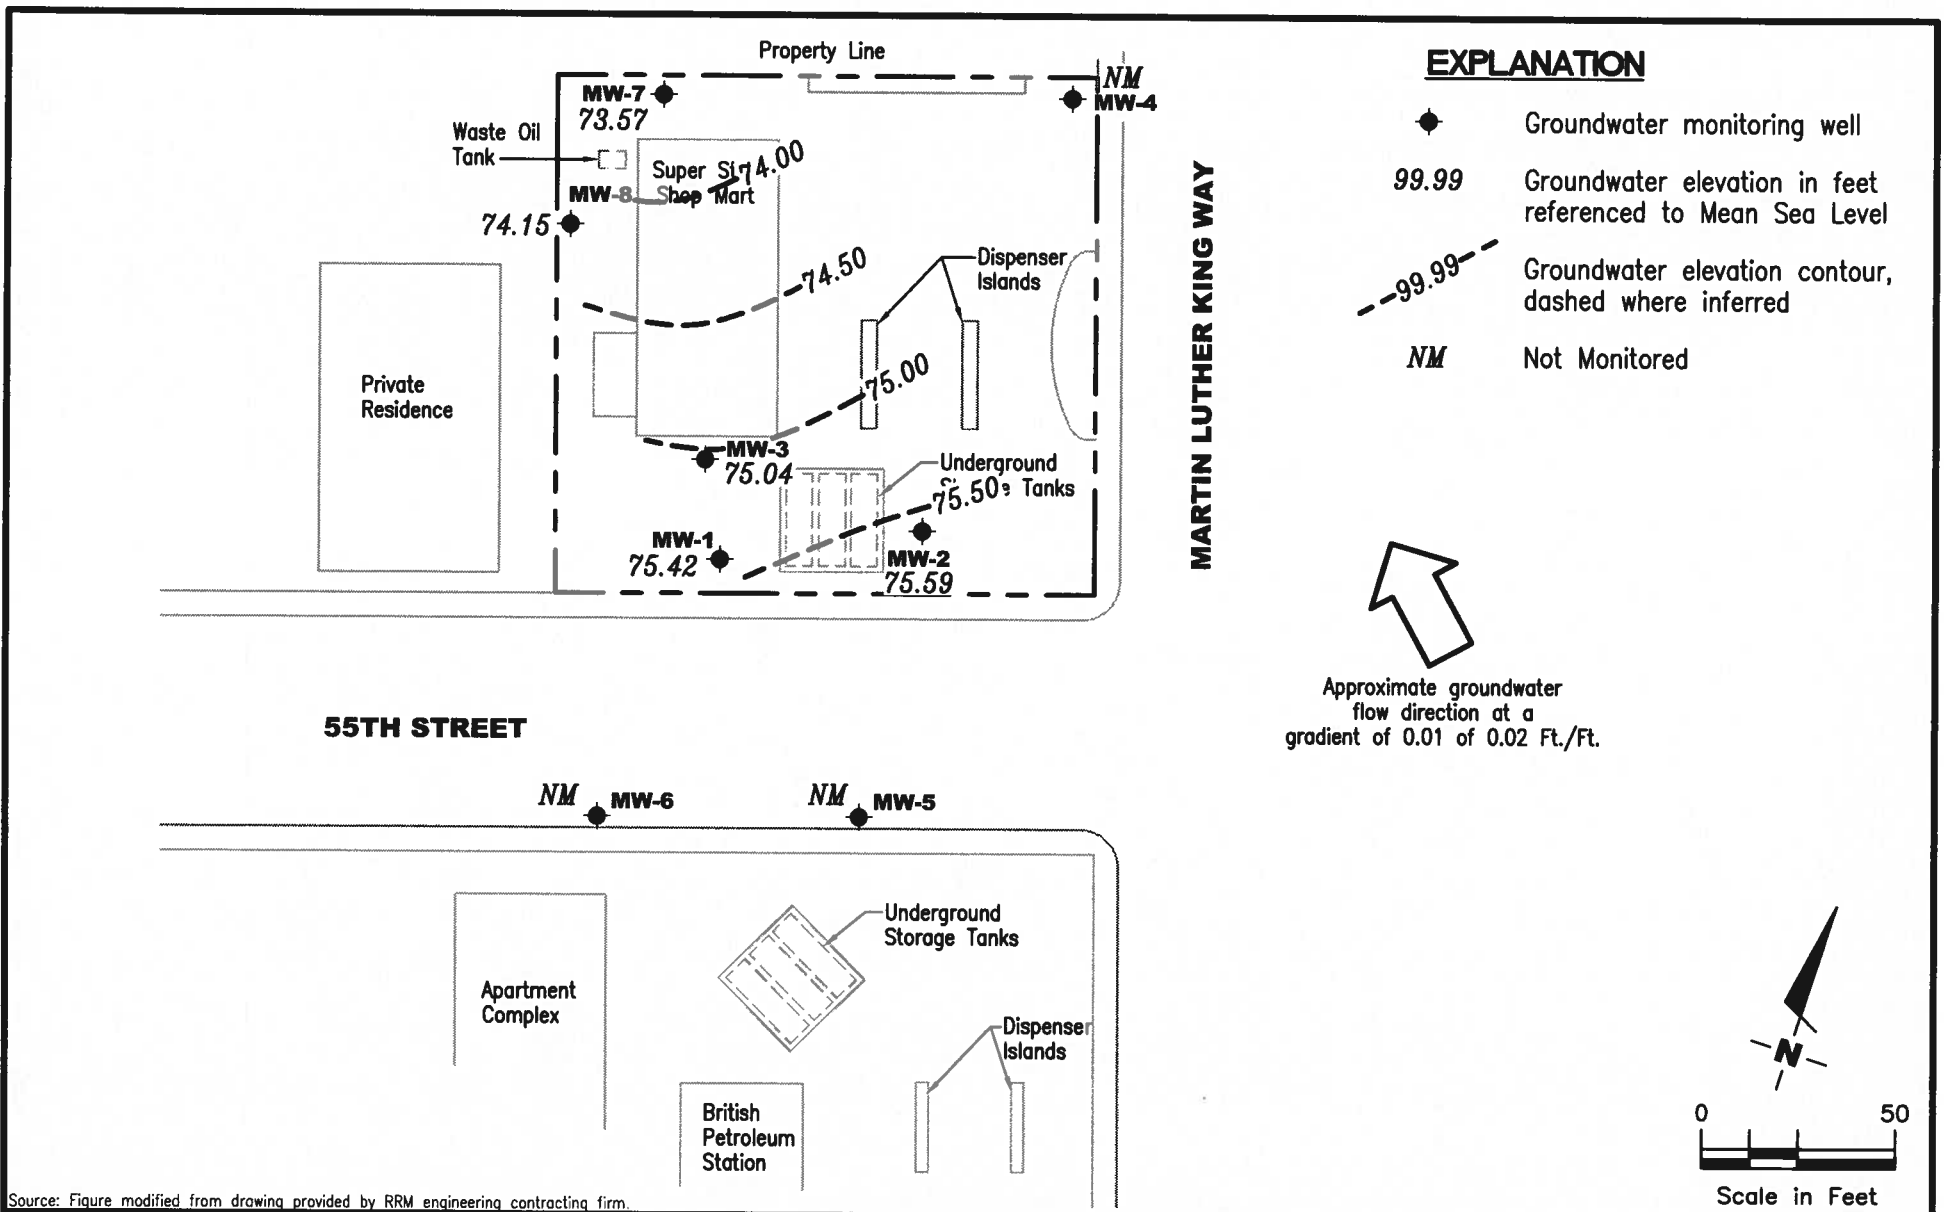 Property Line
EXPLANATION
NM
MW-4
MW-7
73.57
Groundwater monitoring well
Waste Oil
Tank
Super
74.00
Shop Mart
MW-8
74.15
99.99
Groundwater elevation in feet
referenced to Mean Sea Level
99.99
Groundwater elevation contour,
dashed where inferred
NM
Not Monitored
74.50
Dispenser
Islands
MARTIN LUTHER KING WAY
Private
Residence
75.00
MW-3
75.04
Underground
Tanks
75.50
MW-1
75.42
MW-2
75.59
Approximate groundwater
flow direction at a
gradient of 0.01 of 0.02 Ft./Ft.
55TH STREET
NM
MW-6
NM
MW-5
Underground
Storage Tanks
Apartment
Complex
Dispenser
Islands
British
Petroleum
Station
N
0
50
Scale in Feet
Source: Figure modified from drawing provided by RRM engineering contracting firm.